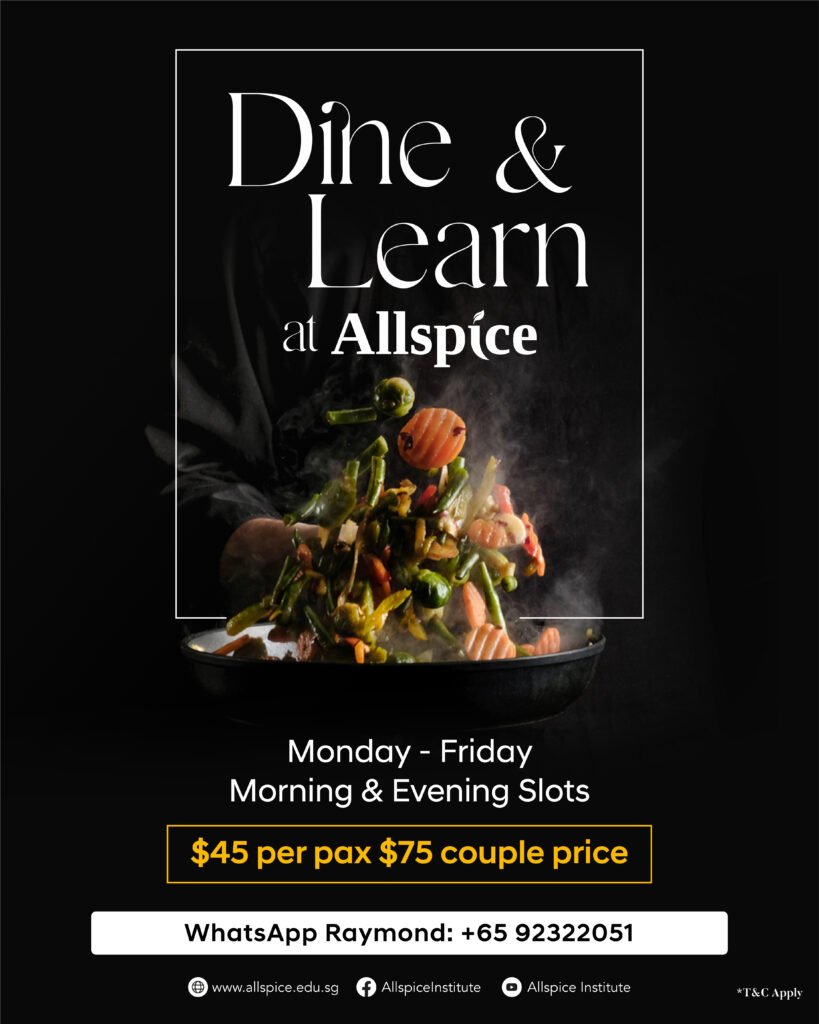 Dine &
Learn
at Allspice
Monday - Friday
Morning & Evening Slots
$45 per pax $75 couple price
WhatsApp Raymond: +65 92322051
www.allspice.edu.sg AllspiceInstitute Allspice Institute
*T&C Apply